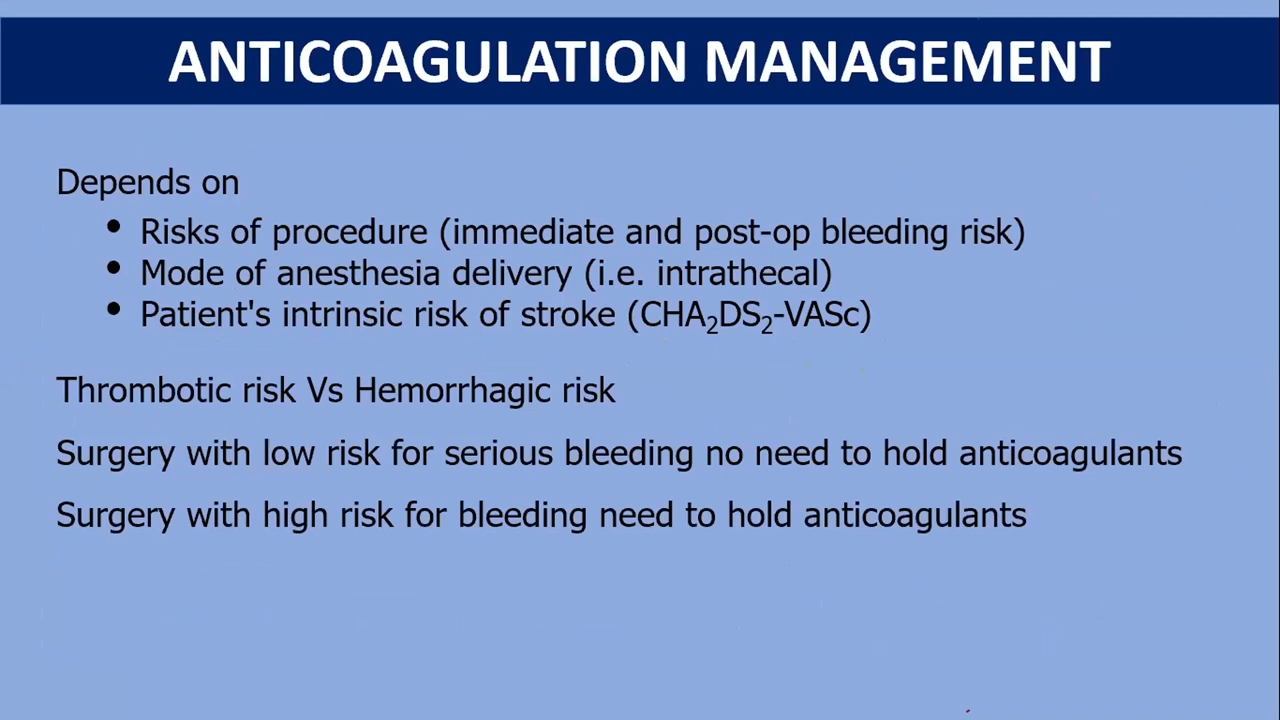 ANTICOAGULATION MANAGEMENT
Depends on
• Risks of procedure (immediate and post-op bleeding risk)
• Mode of anesthesia delivery (i.e. intrathecal)
• Patient's intrinsic risk of stroke (CHA₂DS₂-VASc)
Thrombotic risk Vs Hemorrhagic risk
Surgery with low risk for serious bleeding no need to hold anticoagulants
Surgery with high risk for bleeding need to hold anticoagulants